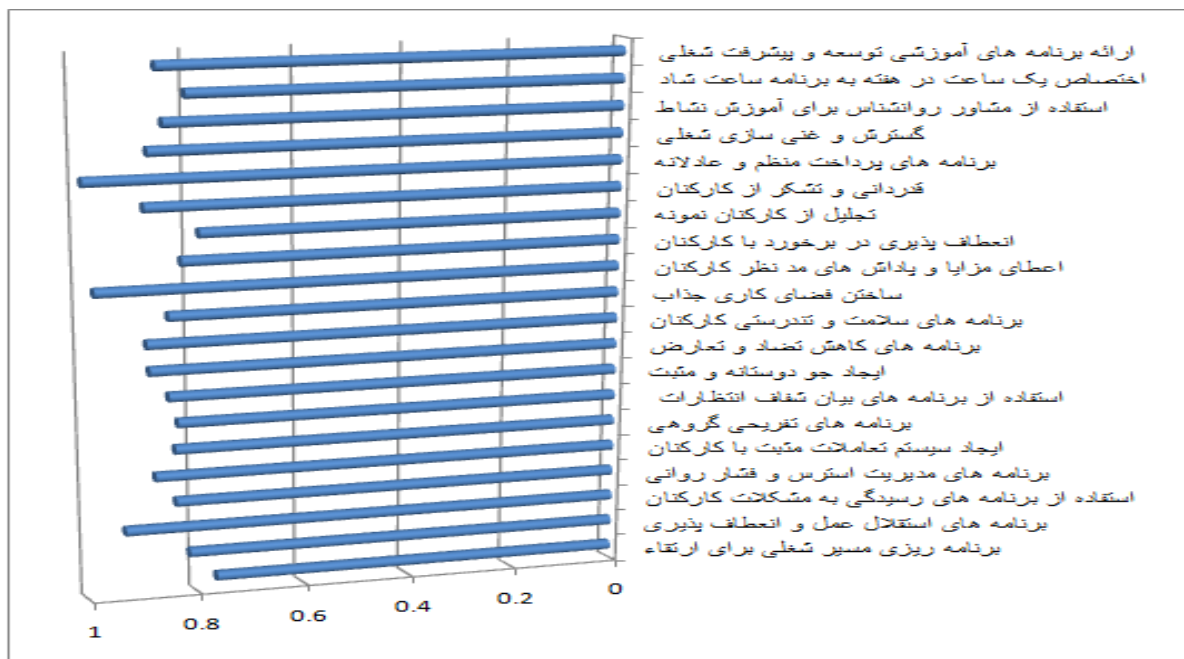 ارائه برنامه های آموزشی توسعه و پیشرفت شغلی
اختصاص یک ساعت در هفته به برنامه ساعت شاد
استفاده از مشاور روانشناس برای آموزش نشاط
گسترش و غنی سازی شغلی
برنامه های پرداخت منظم و عادلانه
قدردانی و تشکر از کارکنان
تجلیل از کارکنان نمونه
انعطاف پذیری در برخورد با کارکنان
اعطای مزایا و پاداش های مد نظر کارکنان
ساختن فضای کاری جذاب
برنامه های سلامت و تندرستی کارکنان
برنامه های کاهش تضاد و تعارض
ایجاد جو دوستانه و مثبت
استفاده از برنامه های بیان شفاف انتظارات
برنامه های تفریحی گروهی
ایجاد سیستم تعاملات مثبت با کارکنان
برنامه های مدیریت استرس و فشار روانی
استفاده از برنامه های رسیدگی به مشکلات کارکنان
برنامه های استقلال عمل و انعطاف پذیری
برنامه ریزی مسیر شغلی برای ارتقاء
1 0.8 0.6 0.4 0.2 0